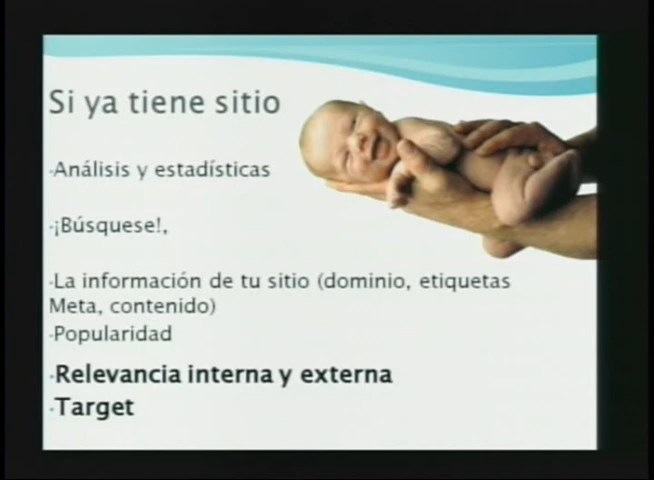 Si ya tiene sitio
·Análisis y estadísticas
·¡Búsquese!,
·La información de tu sitio (dominio, etiquetas
Meta, contenido)
·Popularidad
·Relevancia interna y externa
·Target